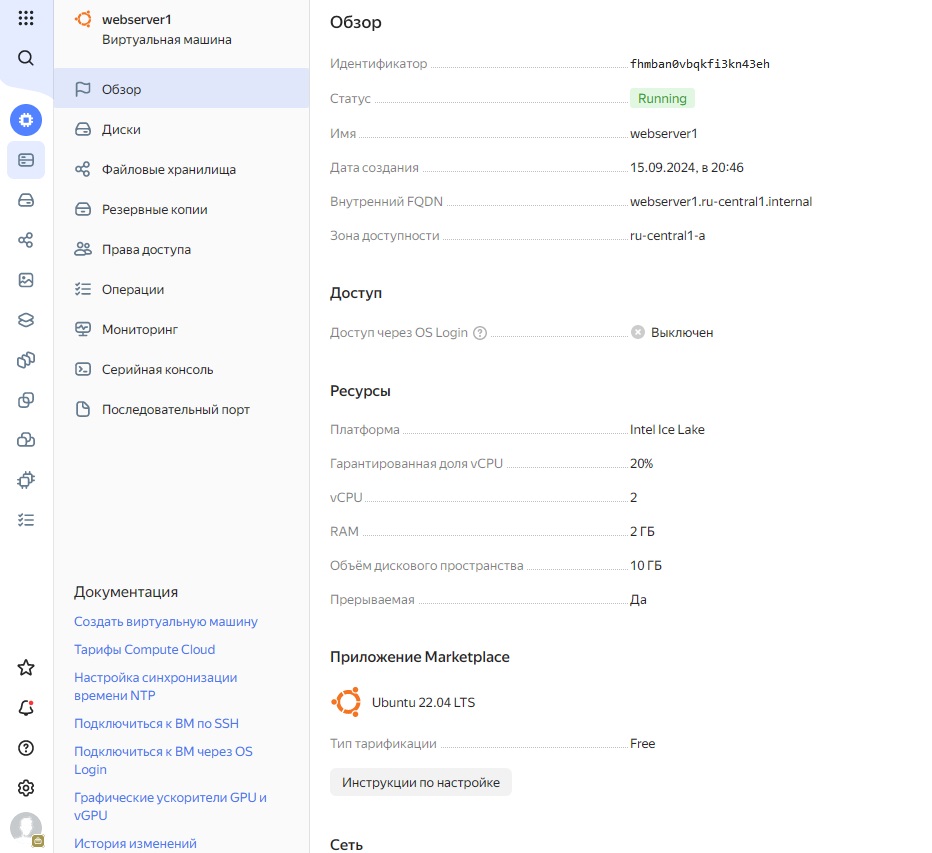 webserver1
Виртуальная машина
Обзор
Диски
Файловые хранилища
Резервные копии
Права доступа
Операции
Мониторинг
Серийная консоль
Последовательный порт
Документация
Создать виртуальную машину
Тарифы Compute Cloud
Настройка синхронизации
времени NTP
Подключиться к ВМ по SSH
Подключиться к ВМ через OS
Login
Графические ускорители GPU и
vGPU
История изменений
Обзор
Идентификатор fhmban0vbqkfi3kn43eh
Статус Running
Имя webserver1
Дата создания 15.09.2024, в 20:46
Внутренний FQDN webserver1.ru-central1.internal
Зона доступности ru-central1-a
Доступ
Доступ через OS Login Выключен
Ресурсы
Платформа Intel Ice Lake
Гарантированная доля vCPU 20%
vCPU 2
RAM 2 ГБ
Объём дискового пространства 10 ГБ
Прерываемая Да
Приложение Marketplace
Ubuntu 22.04 LTS
Тип тарификации Free
Инструкции по настройке
Сеть